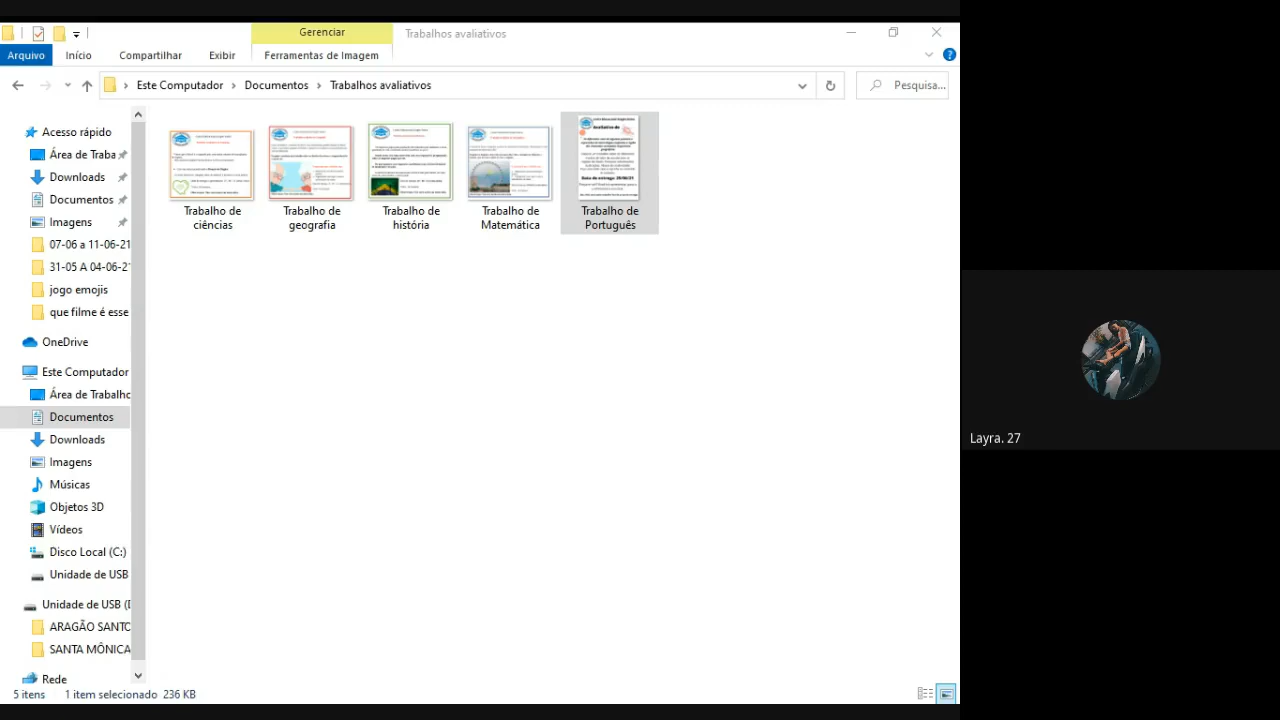 Gerenciar
Trabalhos avaliativos
Arquivo
Início
Compartilhar
Exibir
Ferramentas de Imagem
Este Computador
Documentos
Trabalhos avaliativos
Pesquisa...
Acesso rápido
Área de Traba
Downloads
Documentos
Imagens
07-06 a 11-06-21
31-05 A 04-06-2
jogo emojis
que filme é esse
OneDrive
Este Computador
Área de Trabalho
Documentos
Downloads
Imagens
Músicas
Objetos 3D
Vídeos
Disco Local (C:)
Unidade de USB
Unidade de USB (
ARAGÃO SANTO
SANTA MÔNICA
Rede
Trabalho de
ciências
Trabalho de
geografia
Trabalho de
história
Trabalho de
Matemática
Trabalho de
Português
5 itens
1 item selecionado 236 KB
Layra. 27